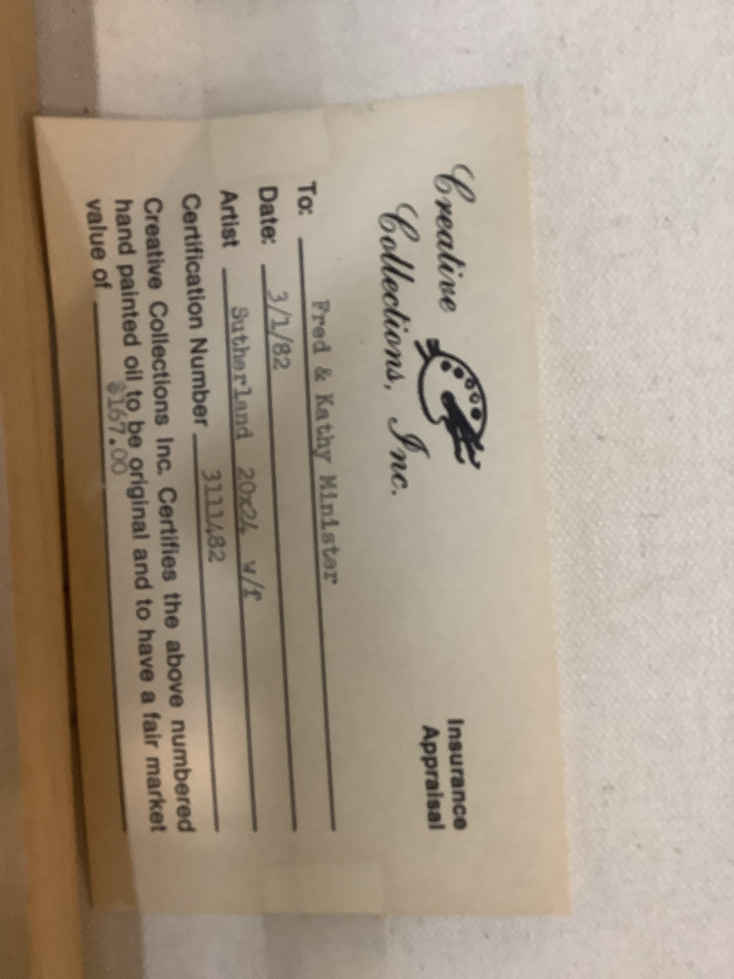 Creative
Collections, Inc.
Insurance
Appraisal
To: Fred & Kathy Minister
Date: 3/1/82
Artist Sutherland 20x24 w/f
Certification Number 3111482
Creative Collections Inc. Certifies the above numbered
hand painted oil to be original and to have a fair market
value of $167.00